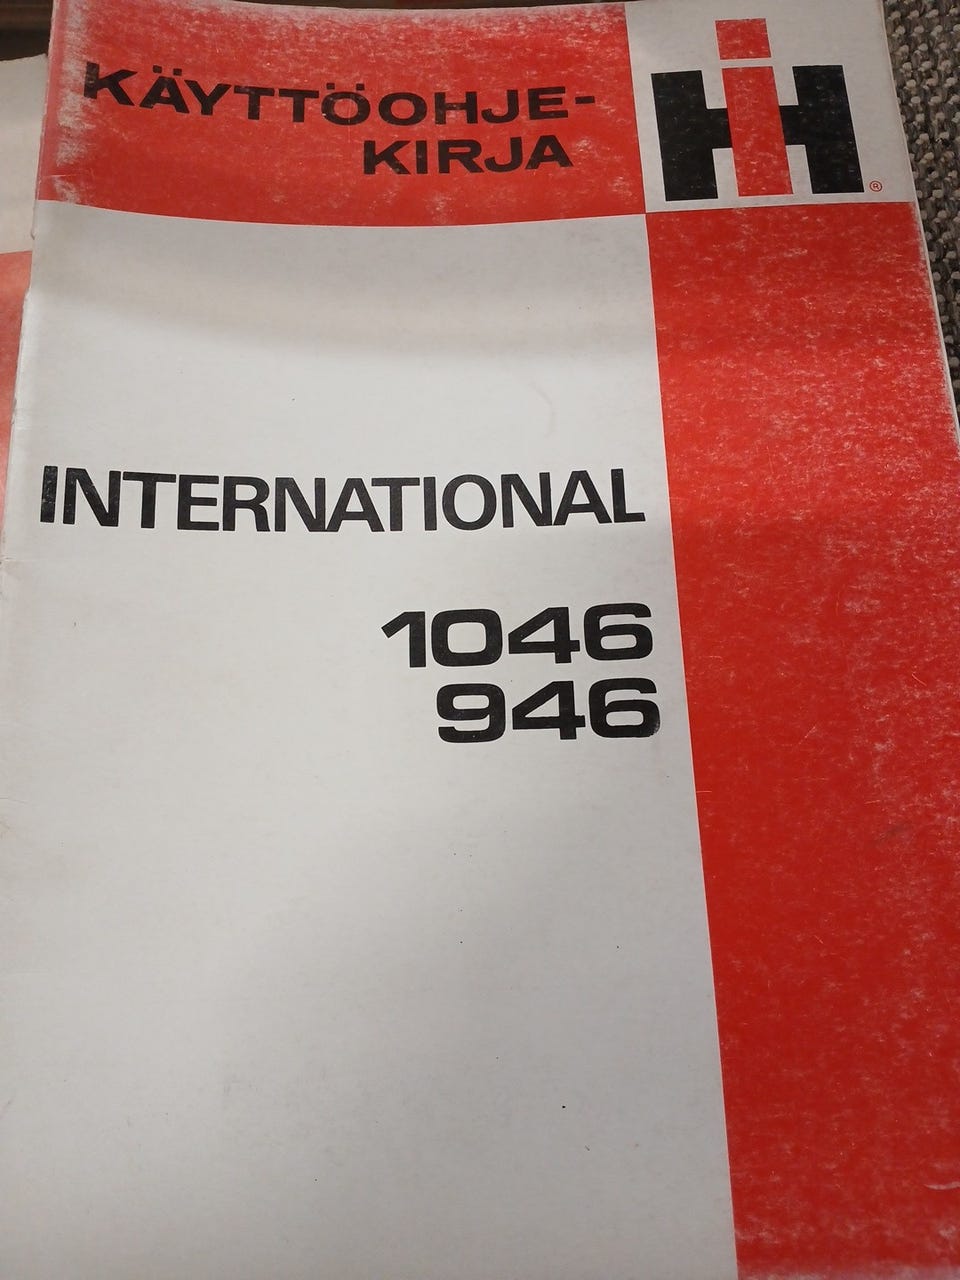 KÄYTTÖOHJE-
KIRJA
IH ®
INTERNATIONAL
1046
946